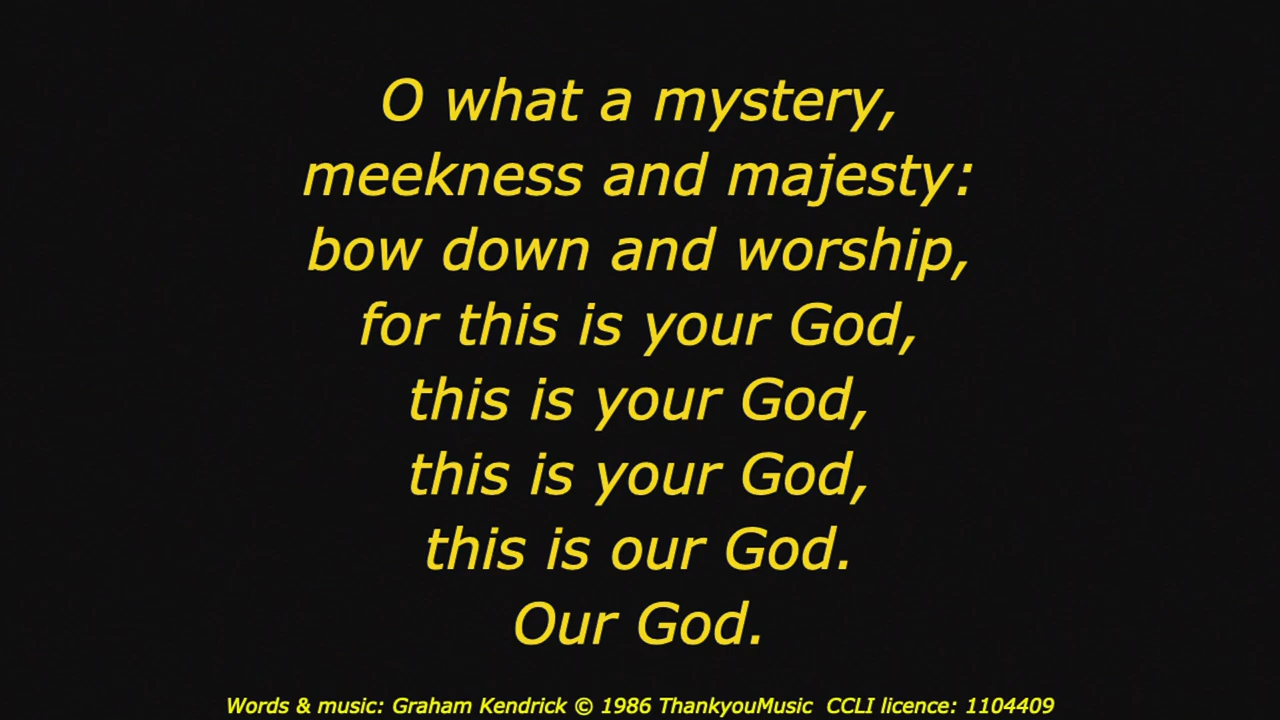 O what a mystery,
meekness and majesty:
bow down and worship,
for this is your God,
this is your God,
this is your God,
this is our God.
Our God.
Words & music: Graham Kendrick © 1986 ThankyouMusic  CCLI licence: 1104409